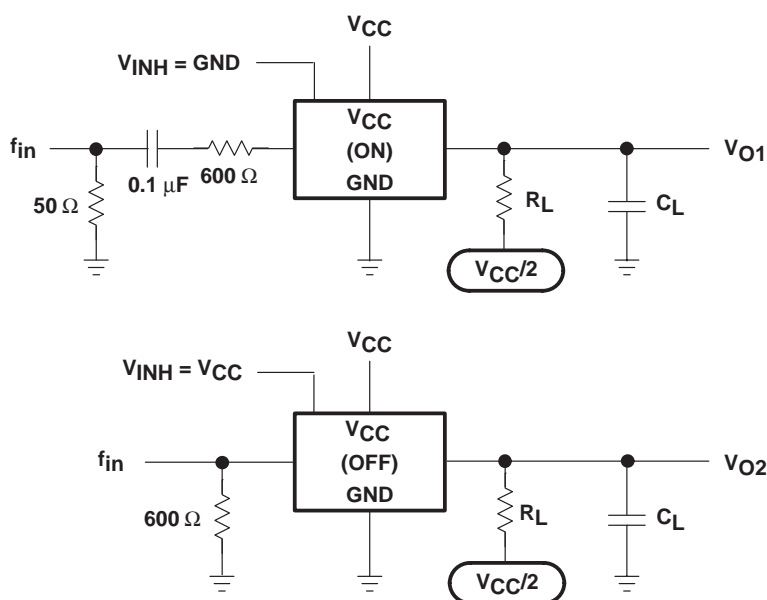 VCC
VINH = GND
VCC
(ON)
GND
fin
0.1 μF
600 Ω
50 Ω
VO1
RL
CL
VCC/2
VCC
VINH = VCC
VCC
(OFF)
GND
fin
600 Ω
VO2
RL
CL
VCC/2